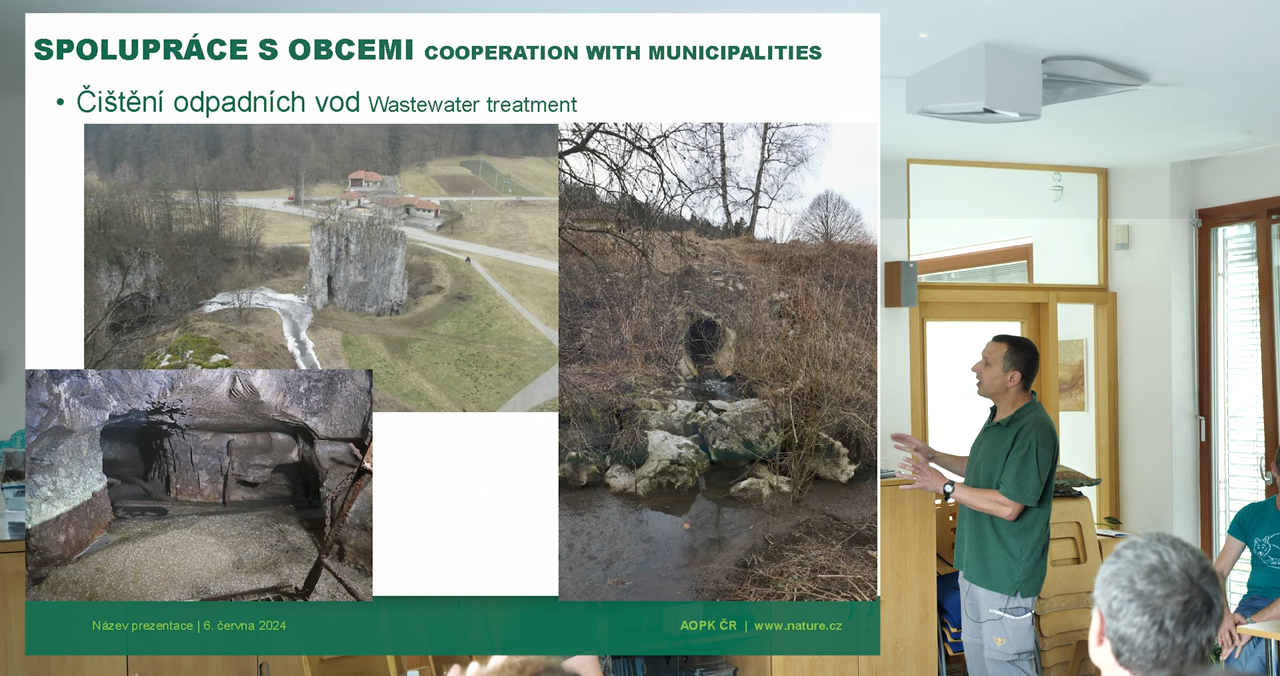 SPOLUPRÁCE S OBCEMI COOPERATION WITH MUNICIPALITIES
• Čištění odpadních vod Wastewater treatment
Název prezentace | 6. června 2024
AOPK ČR | www.nature.cz